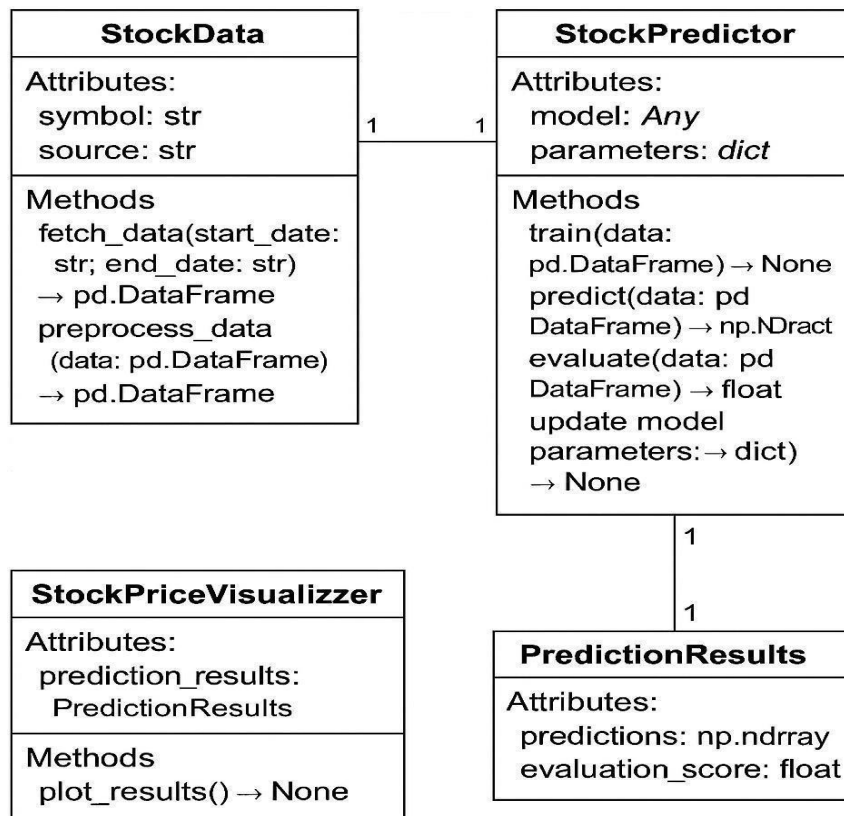 StockData
Attributes:
symbol: str
source: str
Methods
fetch_data(start_date:
str; end_date: str)
→ pd.DataFrame
preprocess_data
(data: pd.DataFrame)
→ pd.DataFrame
1
1
StockPredictor
Attributes:
model: Any
parameters: dict
Methods
train(data:
pd.DataFrame) → None
predict(data: pd
DataFrame) → np.NDract
evaluate(data: pd
DataFrame) → float
update model
parameters: → dict)
→ None
1
1
StockPriceVisualizzer
Attributes:
prediction_results:
PredictionResults
Methods
plot_results() → None
PredictionResults
Attributes:
predictions: np.ndrray
evaluation_score: float